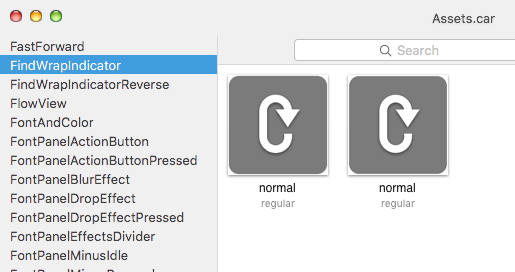 Assets.car
Search
FastForward
FindWrapIndicator
FindWrapIndicatorReverse
FlowView
FontAndColor
FontPanelActionButton
FontPanelActionButtonPressed
FontPanelBlurEffect
FontPanelDropEffect
FontPanelDropEffectPressed
FontPanelEffectsDivider
FontPanelMinusIdle
normal
regular
normal
regular